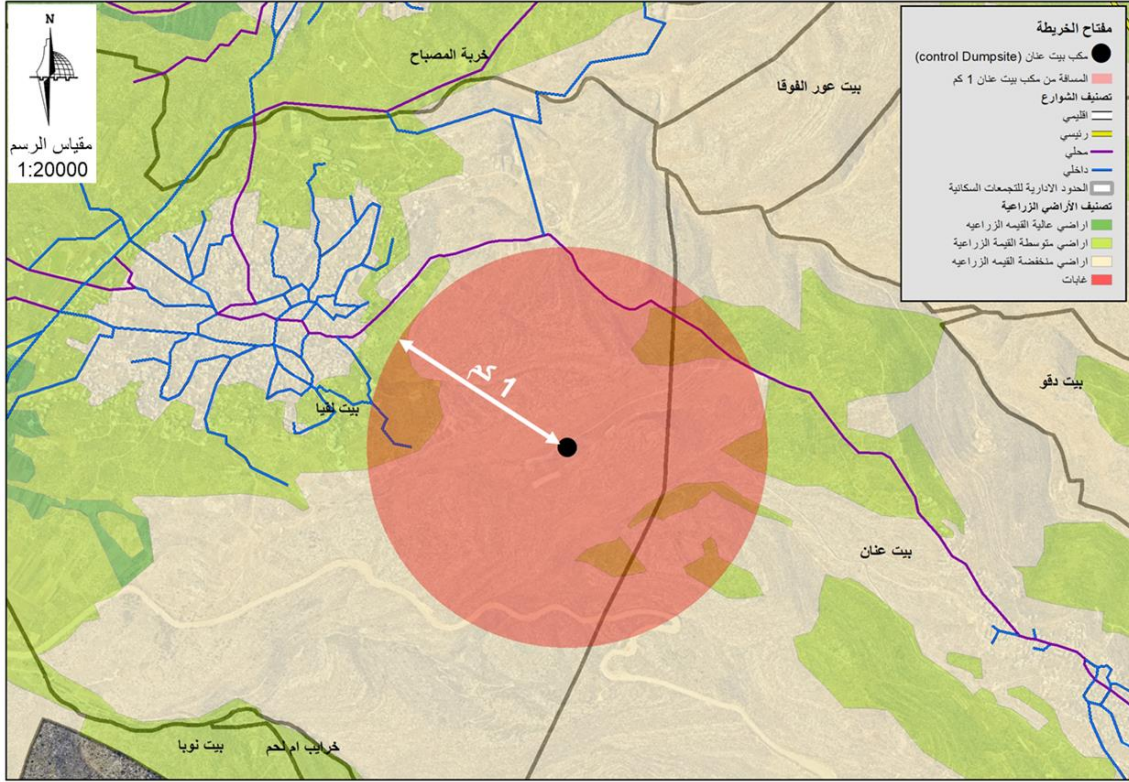 N
مقياس الرسم
1:20000
مفتاح الخريطة
مكب بيت عنان (control Dumpsite)
المسافة من مكب بيت عنان 1 كم
تصنيف الشوارع
اقليمي
رئيسي
محلي
داخلي
الحدود الادارية للتجمعات السكانية
تصنيف الأراضي الزراعية
اراضي عالية القيمه الزراعيه
اراضي متوسطة القيمة الزراعية
اراضي منخفضة القيمه الزراعيه
غابات
خربة المصباح
بيت عور الفوقا
بيت دقو
1 كم
بيت لقيا
بيت عنان
خرايب ام لحم
بيت نوبا